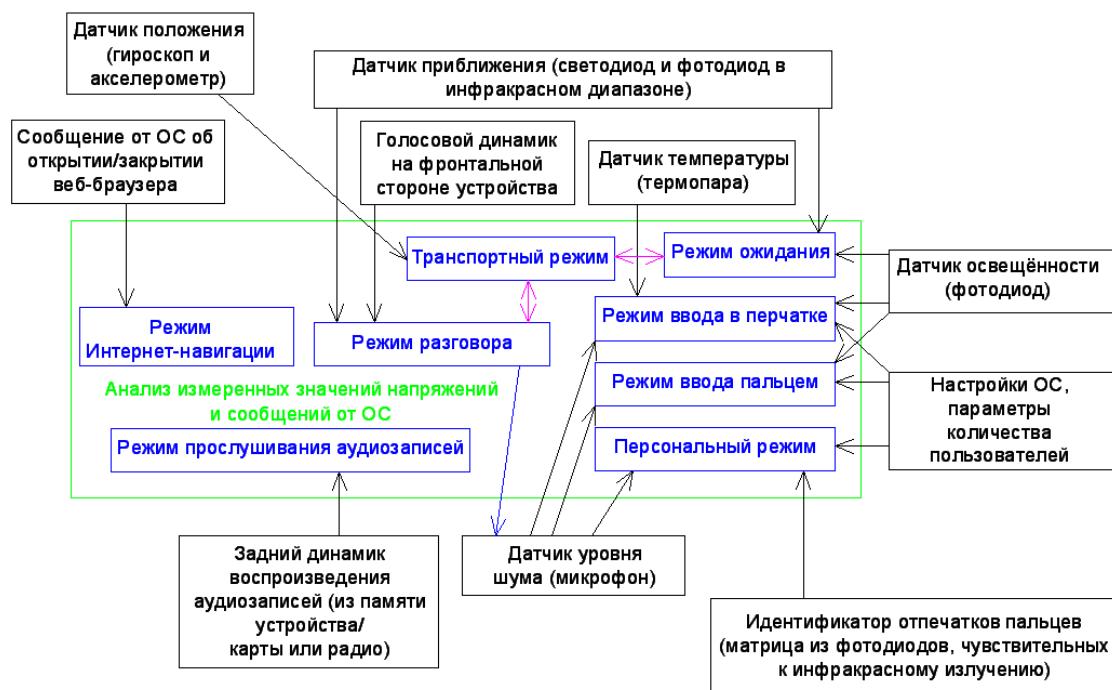 Датчик положения
(гироскоп и
акселерометр)
Датчик приближения (светодиод и фотодиод в
инфракрасном диапазоне)
Сообщение от ОС об
открытии/закрытии
веб-браузера
Голосовой динамик
на фронтальной
стороне устройства
Датчик температуры
(термопара)
Транспортный режим
Режим ожидания
Датчик освещённости
(фотодиод)
Режим
Интернет-навигации
Режим разговора
Режим ввода в перчатке
Режим ввода пальцем
Анализ измеренных значений напряжений
и сообщений от ОС
Настройки ОС,
параметры
количества
пользователей
Режим прослушивания аудиозаписей
Персональный режим
Задний динамик
воспроизведения
аудиозаписей (из памяти
устройства/
карты или радио)
Датчик уровня
шума (микрофон)
Идентификатор отпечатков пальцев
(матрица из фотодиодов, чувствительных
к инфракрасному излучению)